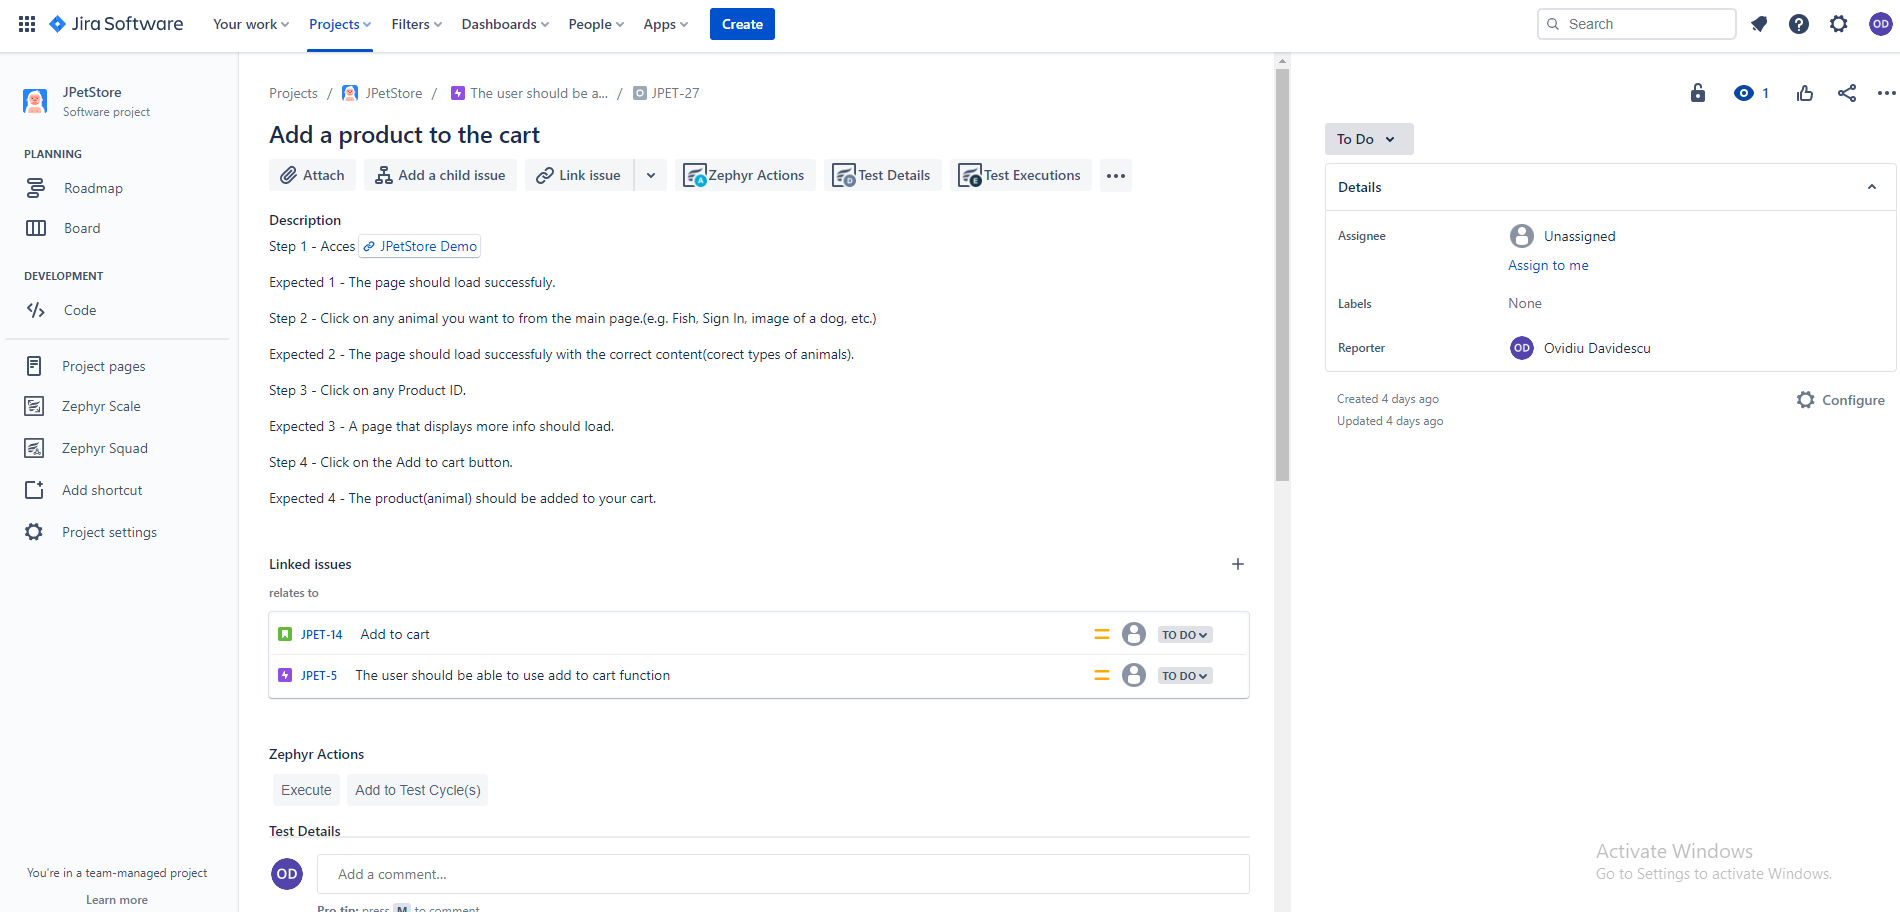 Jira Software
Your work
Projects
Filters
Dashboards
People
Apps
Create
Search
OD
JPetStore
Software project
PLANNING
Roadmap
Board
DEVELOPMENT
Code
Project pages
Zephyr Scale
Zephyr Squad
Add shortcut
Project settings
You're in a team-managed project
Learn more
Projects / JPetStore / The user should be a... / JPET-27
Add a product to the cart
Attach
Add a child issue
Link issue
Zephyr Actions
Test Details
Test Executions
Description
Step 1 - Acces JPetStore Demo
Expected 1 - The page should load successfuly.
Step 2 - Click on any animal you want to from the main page.(e.g. Fish, Sign In, image of a dog, etc.)
Expected 2 - The page should load successfuly with the correct content(corect types of animals).
Step 3 - Click on any Product ID.
Expected 3 - A page that displays more info should load.
Step 4 - Click on the Add to cart button.
Expected 4 - The product(animal) should be added to your cart.
Linked issues
relates to
JPET-14 Add to cart TO DO
JPET-5 The user should be able to use add to cart function TO DO
Zephyr Actions
Execute
Add to Test Cycle(s)
Test Details
OD
Add a comment...
Pro tip: press M to comment
1
To Do
Details
Assignee Unassigned
Assign to me
Labels None
Reporter OD Ovidiu Davidescu
Created 4 days ago
Updated 4 days ago
Configure
Activate Windows
Go to Settings to activate Windows.